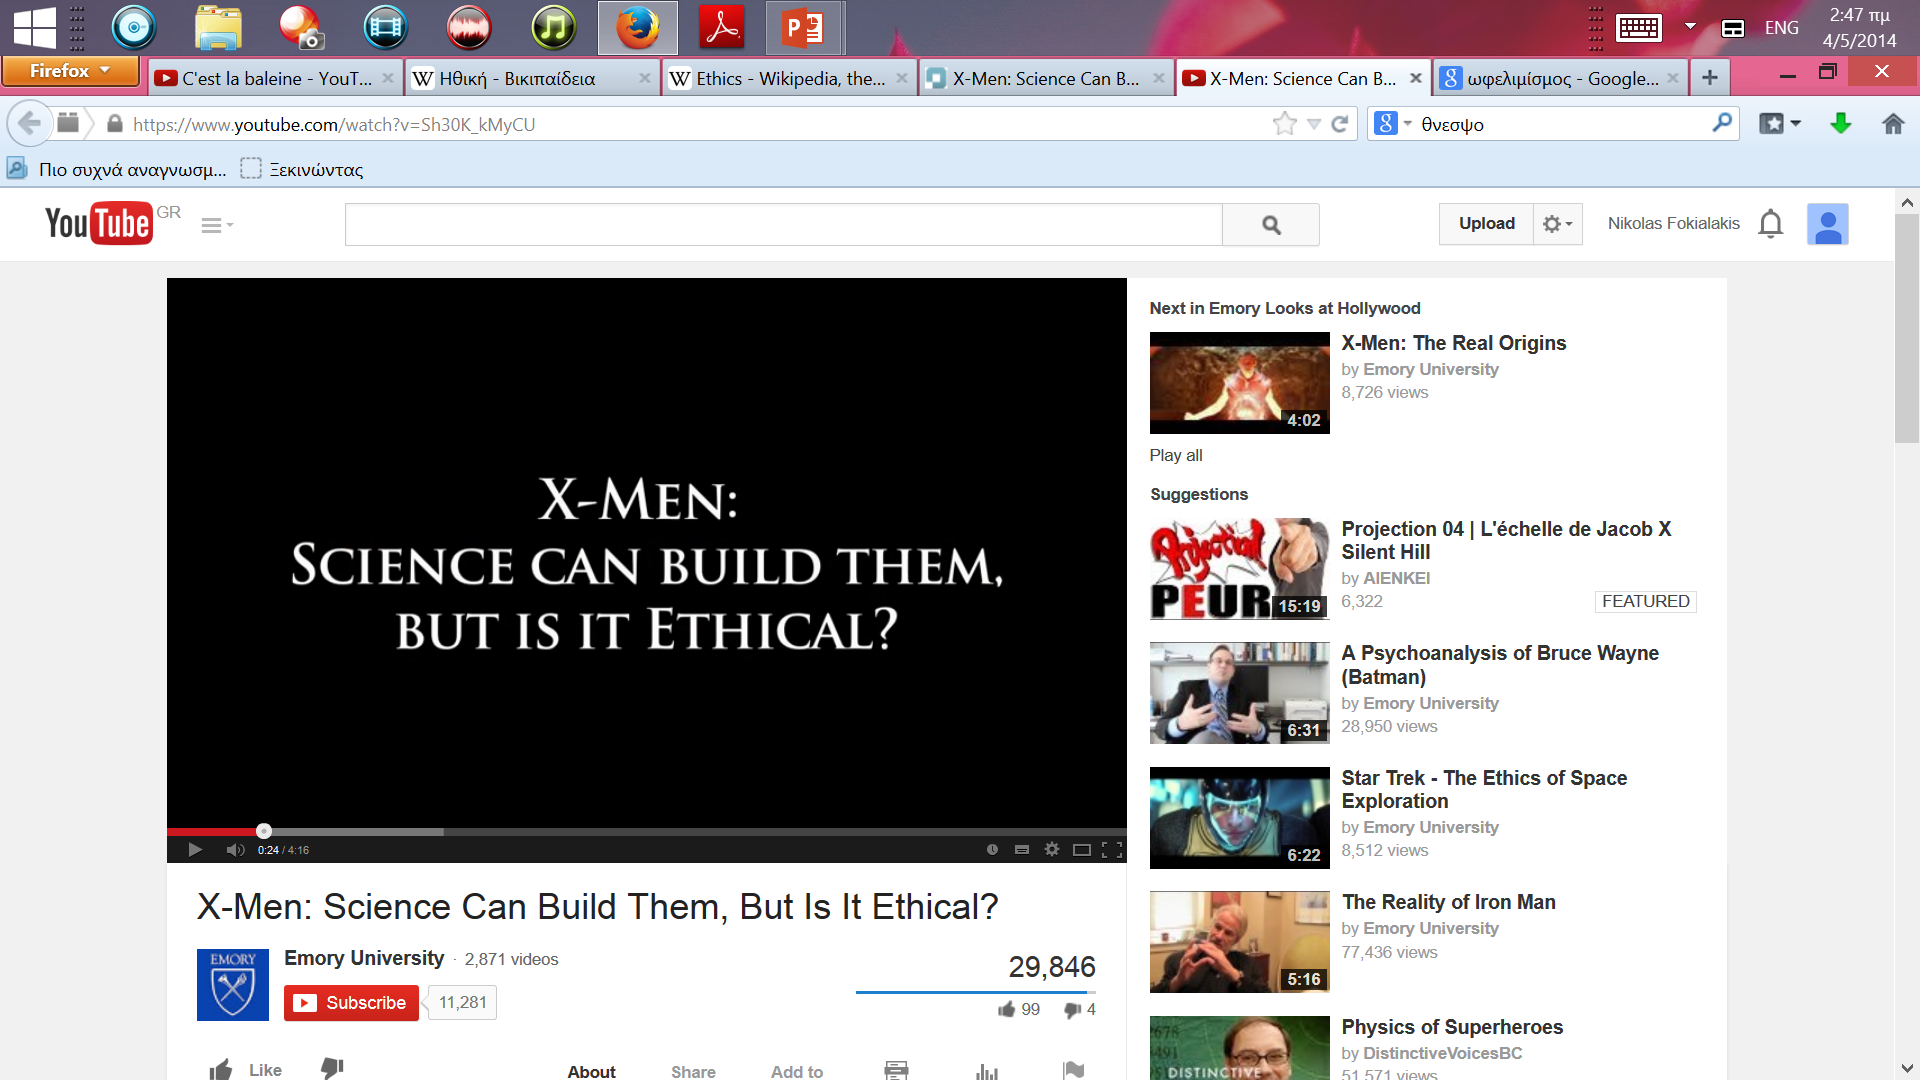 ENG
2:47 πμ
4/5/2014
Firefox
C'est la baleine - YouT...
Ηθική - Βικιπαίδεια
Ethics - Wikipedia, the...
X-Men: Science Can B...
X-Men: Science Can B...
ωφελιμίσμος - Google...
https://www.youtube.com/watch?v=Sh30K_kMyCU
θνεσψο
Πιο συχνά αναγνωσμ...
Ξεκινώντας
YouTube GR
Upload
Nikolas Fokialakis
X-Men:
Science can build them,
but is it Ethical?
0:24 / 4:16
X-Men: Science Can Build Them, But Is It Ethical?
EMORY
Emory University · 2,871 videos
Subscribe 11,281
29,846
99 4
Like
About Share Add to
Next in Emory Looks at Hollywood
X-Men: The Real Origins
by Emory University
8,726 views
4:02
Play all
Suggestions
Projection 04 | L'échelle de Jacob X
Silent Hill
by AIENKEI
6,322
FEATURED
Projection
PEUR
15:19
A Psychoanalysis of Bruce Wayne
(Batman)
by Emory University
28,950 views
6:31
Star Trek - The Ethics of Space
Exploration
by Emory University
8,512 views
6:22
The Reality of Iron Man
by Emory University
77,436 views
5:16
Physics of Superheroes
by DistinctiveVoicesBC
51,571 views
DISTINCTIVE